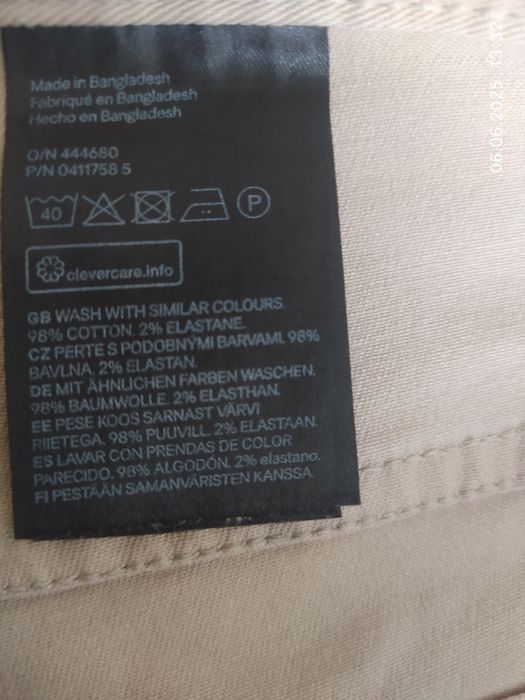 Made in Bangladesh
Fabriqué en Bangladesh
Hecho en Bangladesh
O/N 444680
P/N 0411758 5
40
P
clevercare.info
GB WASH WITH SIMILAR COLOURS.
98% COTTON. 2% ELASTANE.
CZ PERTE S PODOBNÝMI BARVAMI. 98%
BAVLNA. 2% ELASTAN.
DE MIT ÄHNLICHEN FARBEN WASCHEN.
98% BAUMWOLLE. 2% ELASTHAN.
EE PESE KOOS SARNAST VÄRVI
RIIETEGA. 98% PUUVILL. 2% ELASTAAN.
ES LAVAR CON PRENDAS DE COLOR
PARECIDO. 98% ALGODÓN. 2% elastano.
FI PESTÄÄN SAMANVÄRISTEN KANSSA.
06.06.2025 13:32